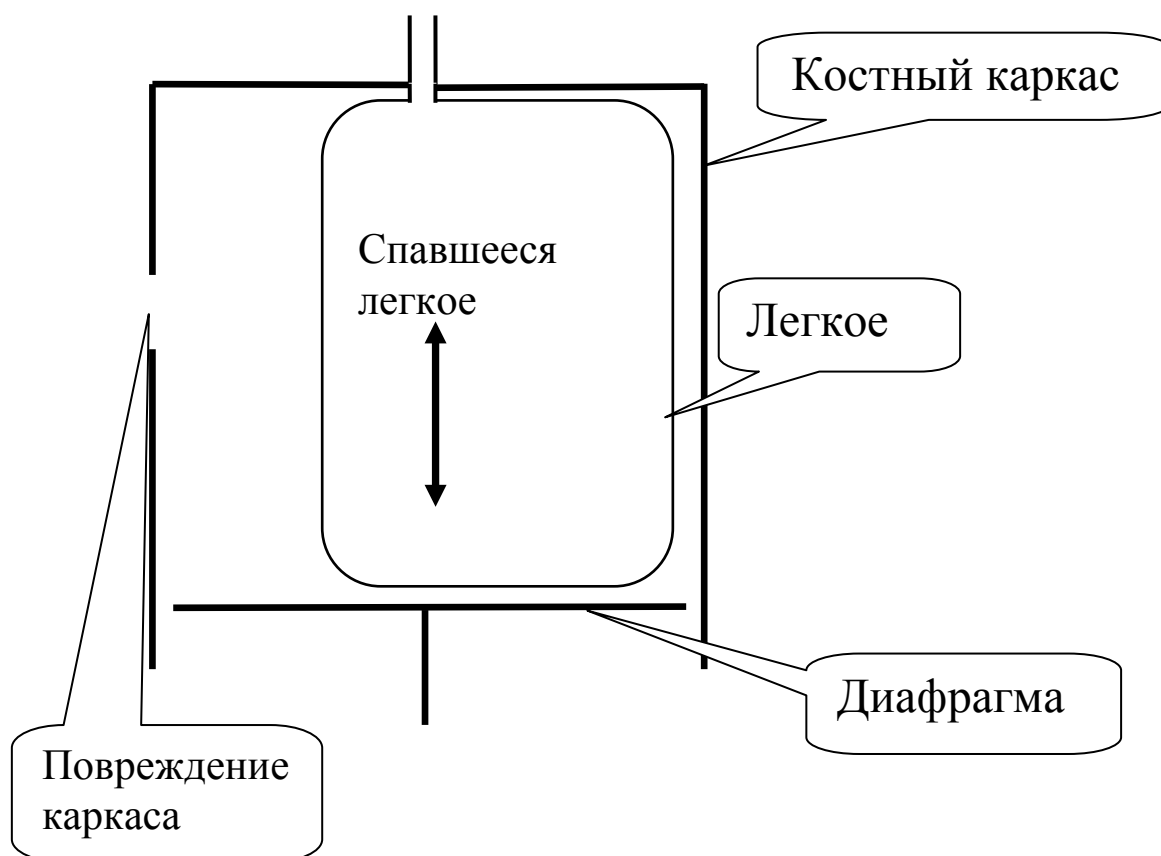 Костный каркас
Спавшееся
легкое
Легкое
Диафрагма
Повреждение
каркаса